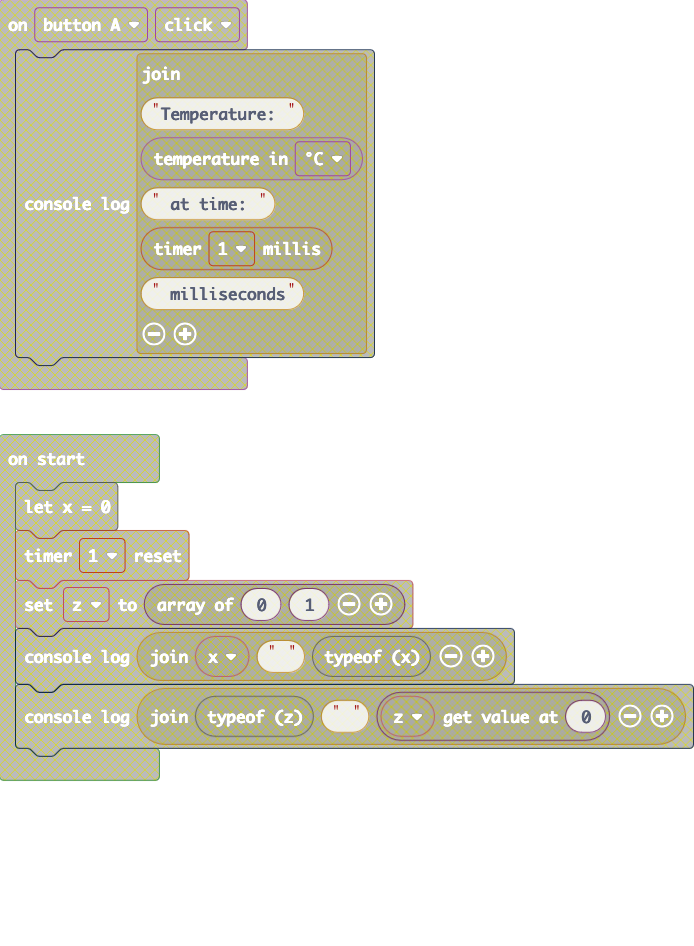 on button A click
join
"Temperature: "
temperature in °C
console log
" at time: "
timer 1 millis
" milliseconds"
on start
let x = 0
timer 1 reset
set z to array of 0 1
console log join x " " typeof (x)
console log join typeof (z) " " z get value at 0